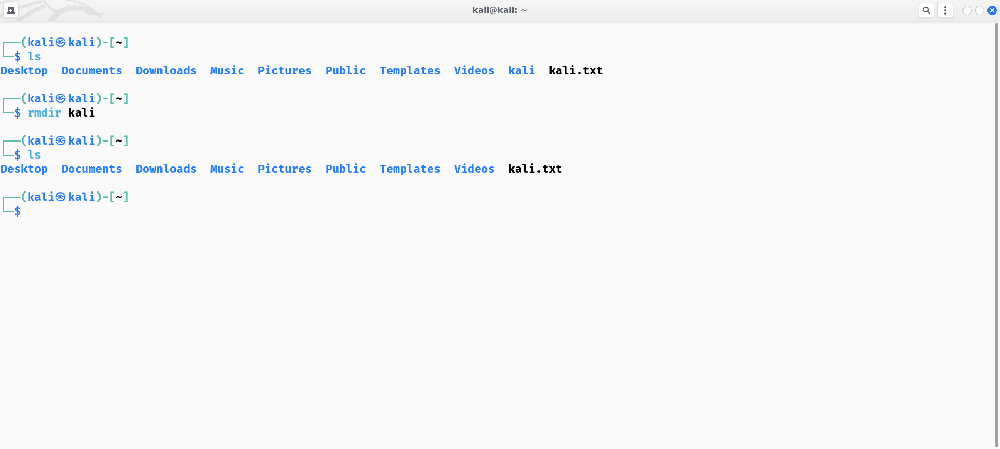 kali@kali: ~
┌──(kali㉿kali)-[~]
└─$ ls
Desktop  Documents  Downloads  Music  Pictures  Public  Templates  Videos  kali  kali.txt
┌──(kali㉿kali)-[~]
└─$ rmdir kali
┌──(kali㉿kali)-[~]
└─$ ls
Desktop  Documents  Downloads  Music  Pictures  Public  Templates  Videos  kali.txt
┌──(kali㉿kali)-[~]
└─$